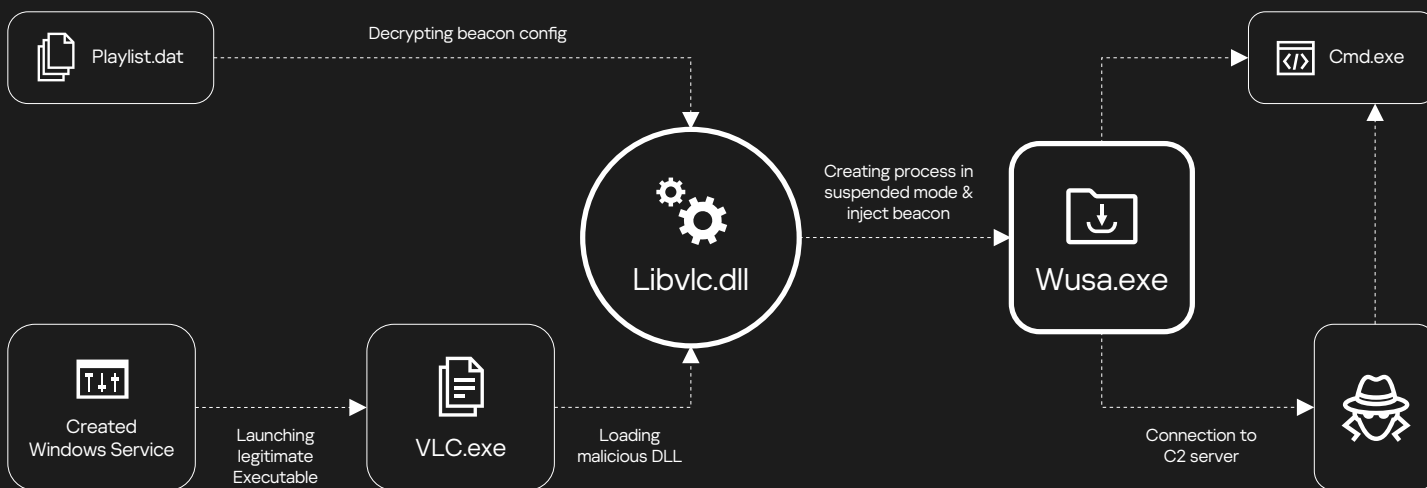 Playlist.dat
Decrypting beacon config
Cmd.exe
Creating process in
suspended mode &
inject beacon
Libvlc.dll
Wusa.exe
Created
Windows Service
Launching
legitimate
Executable
VLC.exe
Loading
malicious DLL
Connection to
C2 server